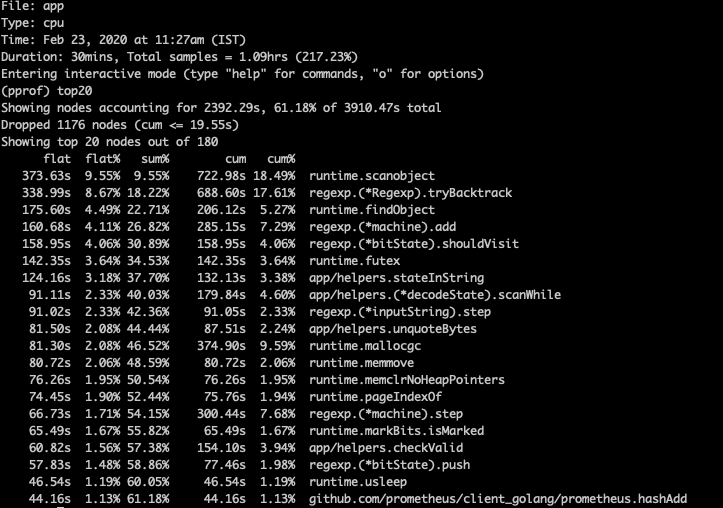 File: app
Type: cpu
Time: Feb 23, 2020 at 11:27am (IST)
Duration: 30mins, Total samples = 1.09hrs (217.23%)
Entering interactive mode (type "help" for commands, "o" for options)
(pprof) top20
Showing nodes accounting for 2392.29s, 61.18% of 3910.47s total
Dropped 1176 nodes (cum <= 19.55s)
Showing top 20 nodes out of 180
flat flat% sum% cum cum%
373.63s 9.55% 9.55% 722.98s 18.49% runtime.scanobject
338.99s 8.67% 18.22% 688.60s 17.61% regexp.(*Regexp).tryBacktrack
175.60s 4.49% 22.71% 206.12s 5.27% runtime.findObject
160.68s 4.11% 26.82% 285.15s 7.29% regexp.(*machine).add
158.95s 4.06% 30.89% 158.95s 4.06% regexp.(*bitState).shouldVisit
142.35s 3.64% 34.53% 142.35s 3.64% runtime.futex
124.16s 3.18% 37.70% 132.13s 3.38% app/helpers.stateInString
91.11s 2.33% 40.03% 179.84s 4.60% app/helpers.(*decodeState).scanWhile
91.02s 2.33% 42.36% 91.05s 2.33% regexp.(*inputString).step
81.50s 2.08% 44.44% 87.51s 2.24% app/helpers.unquoteBytes
81.30s 2.08% 46.52% 374.90s 9.59% runtime.mallocgc
80.72s 2.06% 48.59% 80.72s 2.06% runtime.memmove
76.26s 1.95% 50.54% 76.26s 1.95% runtime.memclrNoHeapPointers
74.45s 1.90% 52.44% 75.76s 1.94% runtime.pageIndexOf
66.73s 1.71% 54.15% 300.44s 7.68% regexp.(*machine).step
65.49s 1.67% 55.82% 65.49s 1.67% runtime.markBits.isMarked
60.82s 1.56% 57.38% 154.10s 3.94% app/helpers.checkValid
57.83s 1.48% 58.86% 77.46s 1.98% regexp.(*bitState).push
46.54s 1.19% 60.05% 46.54s 1.19% runtime.usleep
44.16s 1.13% 61.18% 44.16s 1.13% github.com/prometheus/client_golang/prometheus.hashAdd